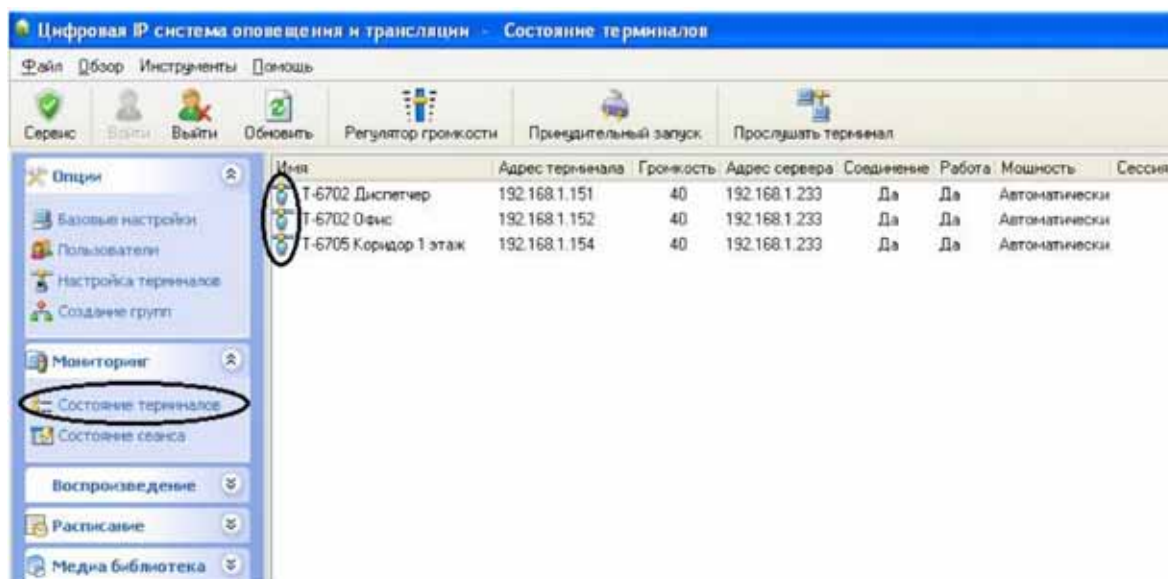 Цифровая IP система оповещения и трансляции - Состояние терминалов
Файл Обзор Инструменты Помощь
Сервис Войти Выйти Обновить Регулятор громкости Принудительный запуск Прослушать терминал
Опции
Базовые настройки
Пользователи
Настройка терминалов
Создание групп
Мониторинг
Состояние терминалов
Состояние сеанса
Воспроизведение
Расписание
Медиа библиотека
Имя Адрес терминала Громкость Адрес сервера Соединение Работа Мощность Сессия
T-6702 Диспетчер 192.168.1.151 40 192.168.1.233 Да Да Автоматически
T-6702 Офис 192.168.1.152 40 192.168.1.233 Да Да Автоматически
T-6705 Коридор 1 этаж 192.168.1.154 40 192.168.1.233 Да Да Автоматически